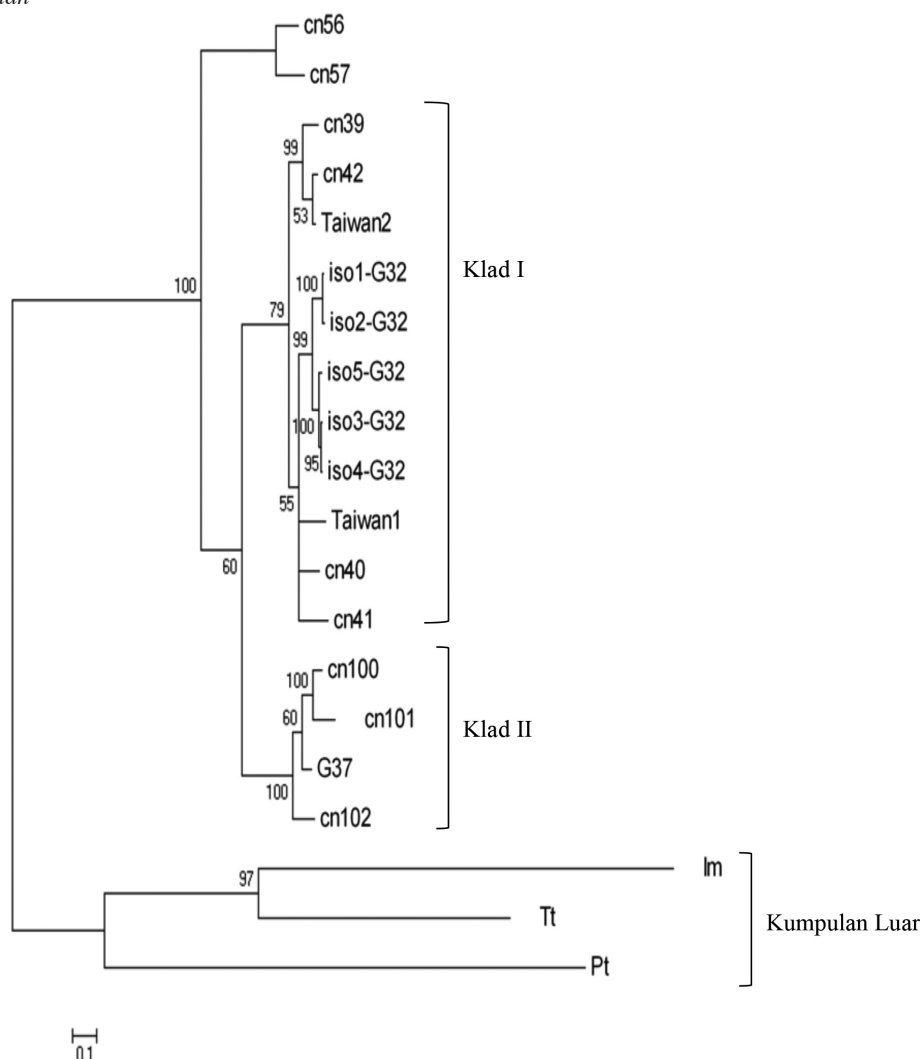 cn56
cn57
cn39
99
cn42
53
Taiwan2
Klad I
iso1-G32
100
100
79
iso2-G32
99
iso5-G32
iso3-G32
100
95
iso4-G32
55
Taiwan1
cn40
60
cn41
cn100
100
cn101
60
Klad II
G37
100
cn102
Im
97
Tt
Kumpulan Luar
Pt
0.1